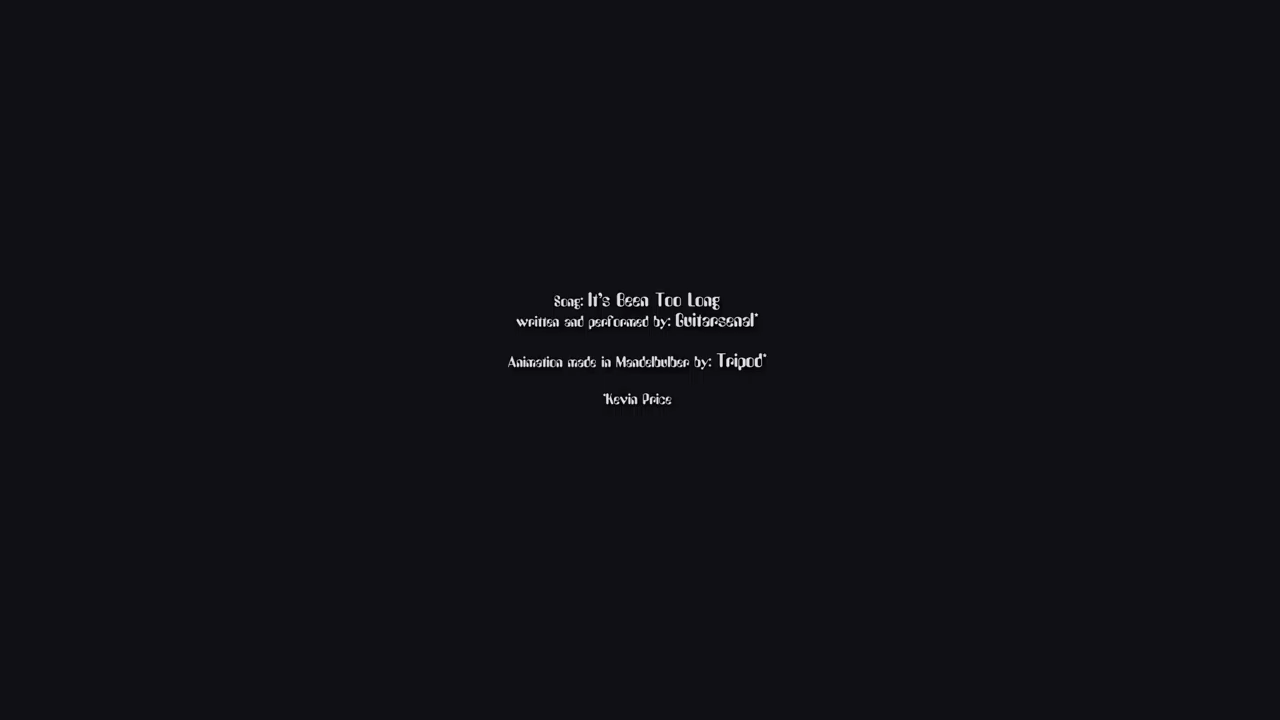 Song: It's Been Too Long
written and performed by: Guitarsenal*
Animation made in Mandelbulber by: Tripod*
*Kevin Price